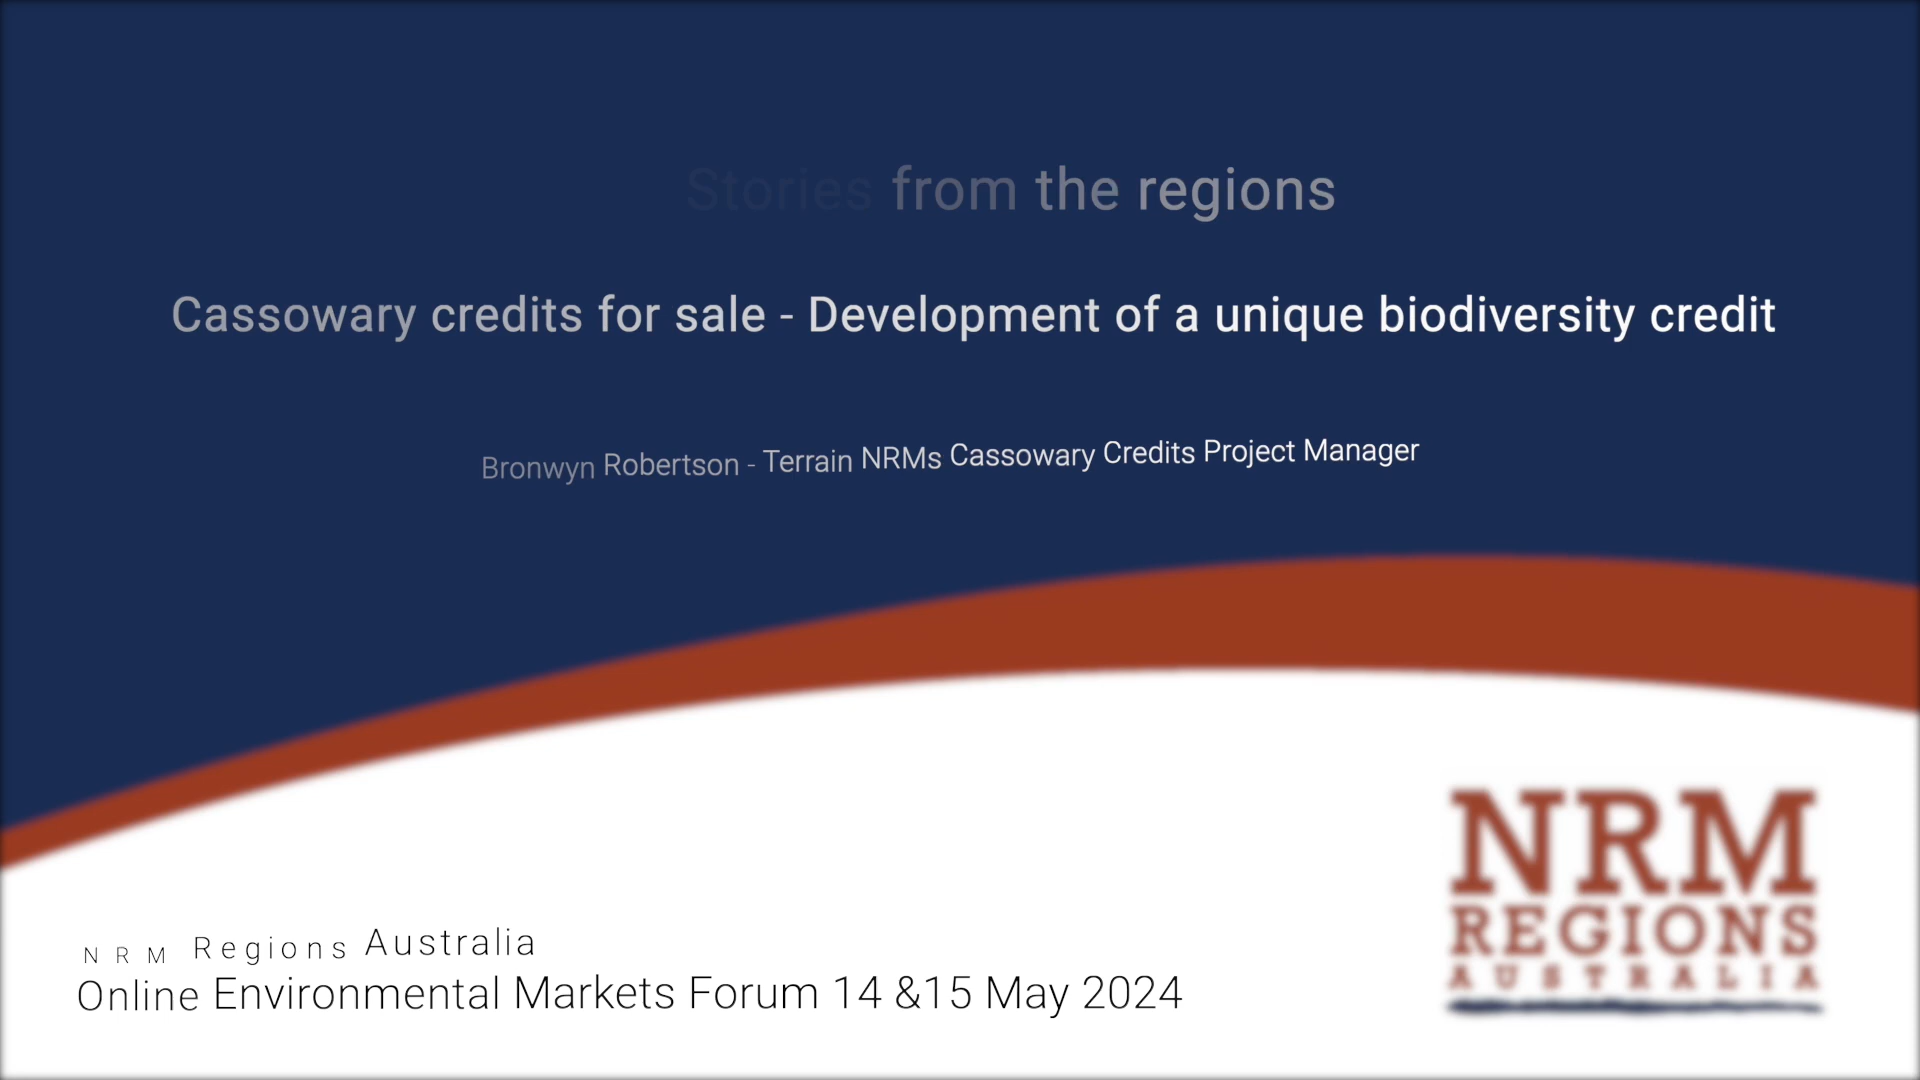 Stories from the regions
Cassowary credits for sale - Development of a unique biodiversity credit
Bronwyn Robertson - Terrain NRMs Cassowary Credits Project Manager
NRM Regions Australia
Online Environmental Markets Forum 14 &15 May 2024
NRM
REGIONS
AUSTRALIA